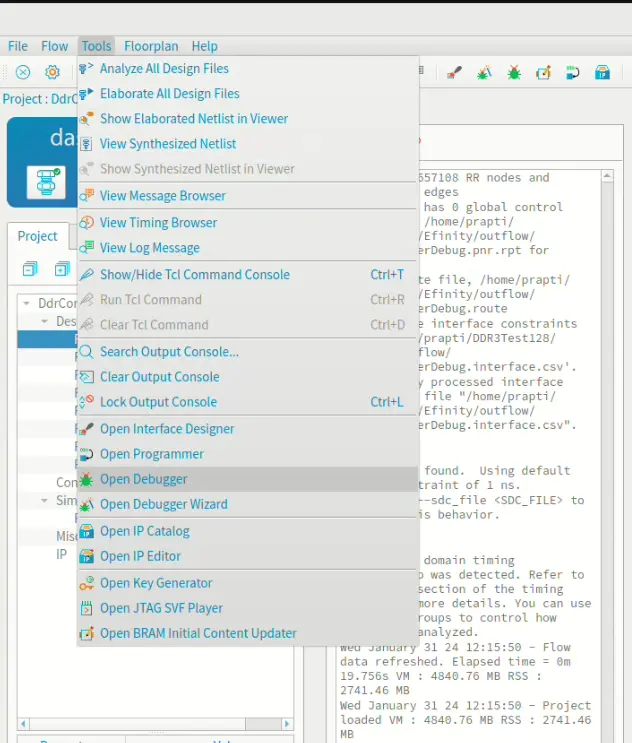 File Flow Tools Floorplan Help
Project : DdrC
da
Project
DdrCor
Des
Con
Sim
Misc
IP
Analyze All Design Files
Elaborate All Design Files
Show Elaborated Netlist in Viewer
View Synthesized Netlist
Show Synthesized Netlist in Viewer
View Message Browser
View Timing Browser
View Log Message
Show/Hide Tcl Command Console Ctrl+T
Run Tcl Command Ctrl+R
Clear Tcl Command Ctrl+D
Search Output Console...
Clear Output Console
Lock Output Console Ctrl+L
Open Interface Designer
Open Programmer
Open Debugger
Open Debugger Wizard
Open IP Catalog
Open IP Editor
Open Key Generator
Open JTAG SVF Player
Open BRAM Initial Content Updater
657108 RR nodes and
edges
has 0 global control
/home/prapti/
/Efinity/outflow/
erDebug.pnr.rpt for
te file, /home/prapti/
/Efinity/outflow/
erDebug.route
e interface constraints
/prapti/DDR3Test128/
flow/
erDebug.interface.csv'.
y processed interface
file "/home/prapti/
/Efinity/outflow/
erDebug.interface.csv".
found. Using default
traint of 1 ns.
--sdc_file <SDC_FILE> to
is behavior.
domain timing
o was detected. Refer to
section of the timing
more details. You can use
roups to control how
analyzed.
Wed January 31 24 12:15:50 - Flow
data refreshed. Elapsed time = 0m
19.756s VM : 4840.76 MB RSS :
2741.46 MB
Wed January 31 24 12:15:50 - Project
loaded VM : 4840.76 MB RSS : 2741.46
MB